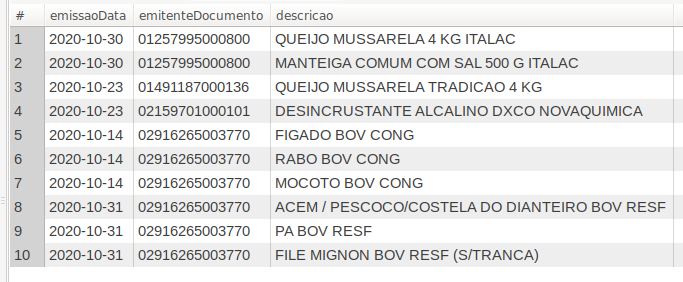 # emissaoData emitenteDocumento descricao
1 2020-10-30 01257995000800 QUEIJO MUSSARELA 4 KG ITALAC
2 2020-10-30 01257995000800 MANTEIGA COMUM COM SAL 500 G ITALAC
3 2020-10-23 01491187000136 QUEIJO MUSSARELA TRADICAO 4 KG
4 2020-10-23 02159701000101 DESINCRUSTANTE ALCALINO DXCO NOVAQUIMICA
5 2020-10-14 02916265003770 FIGADO BOV CONG
6 2020-10-14 02916265003770 RABO BOV CONG
7 2020-10-14 02916265003770 MOCOTO BOV CONG
8 2020-10-31 02916265003770 ACEM / PESCOCO/COSTELA DO DIANTEIRO BOV RESF
9 2020-10-31 02916265003770 PA BOV RESF
10 2020-10-31 02916265003770 FILE MIGNON BOV RESF (S/TRANCA)